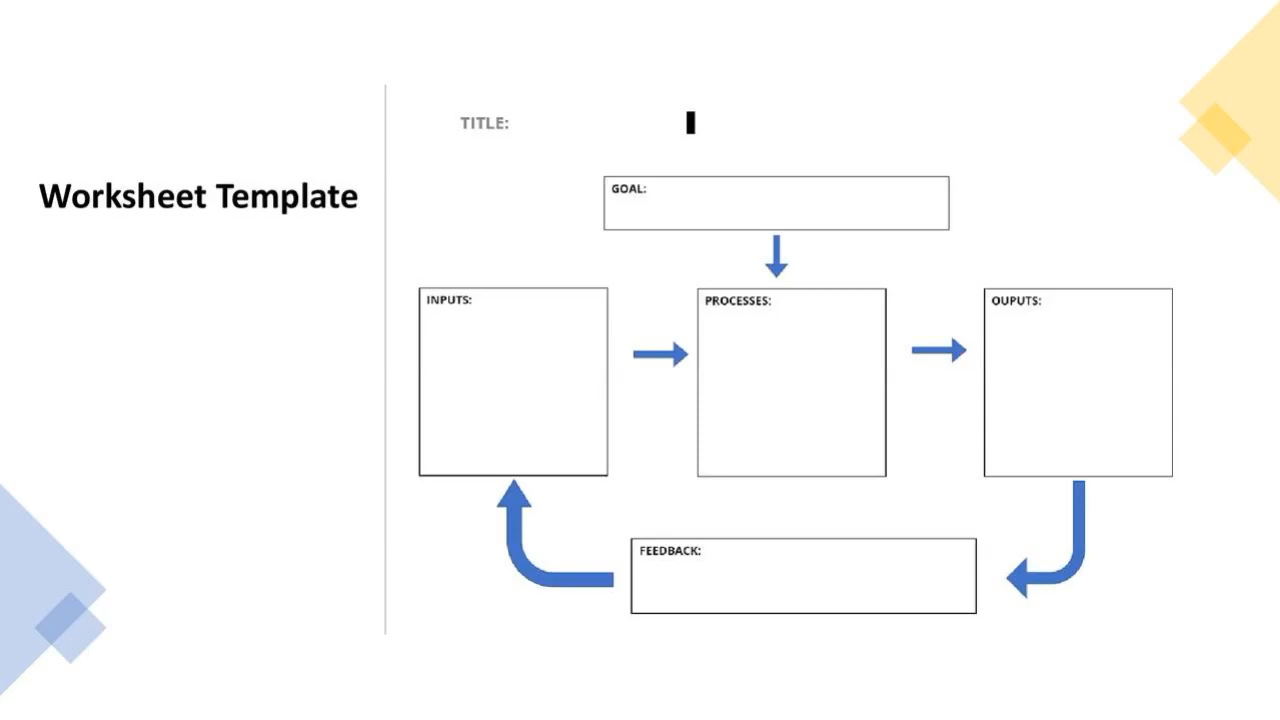 Worksheet Template
TITLE:
GOAL:
INPUTS:
PROCESSES:
OUPUTS:
FEEDBACK: